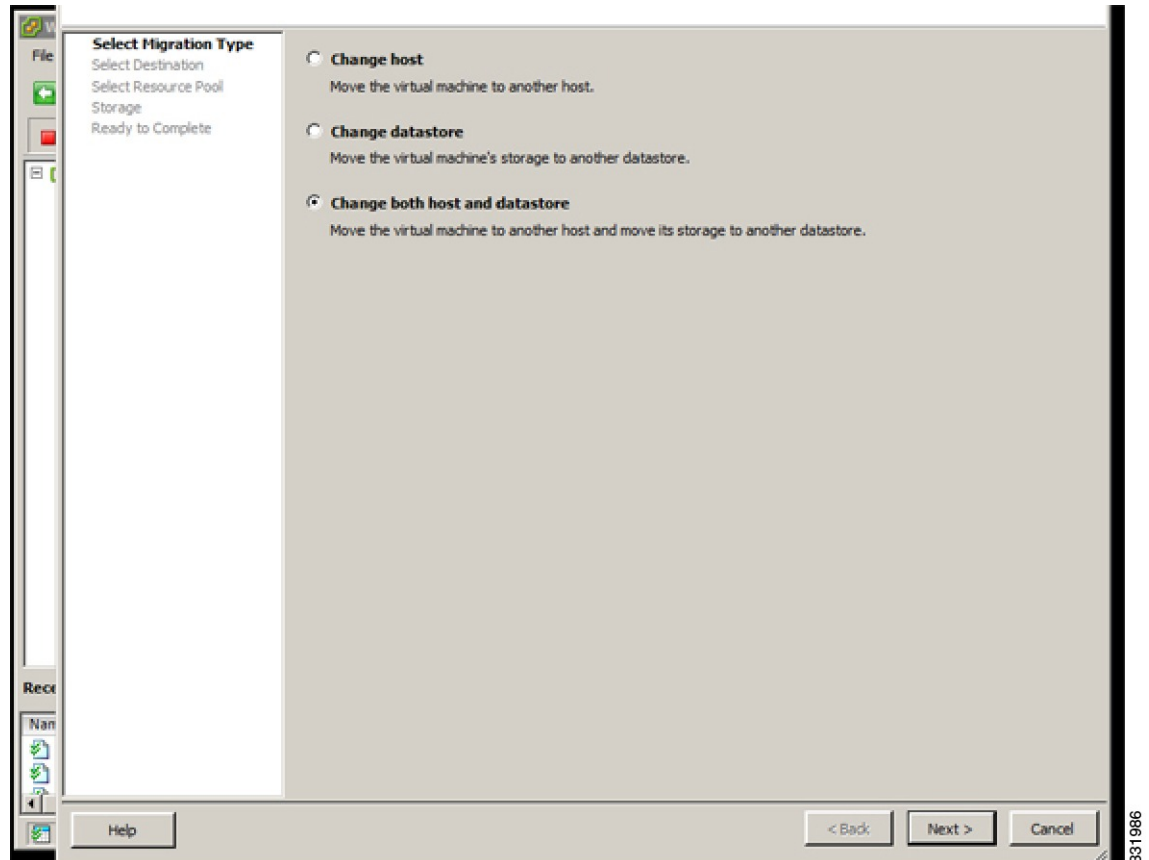 File
Select Migration Type
Select Destination
Select Resource Pool
Storage
Ready to Complete
Change host
Move the virtual machine to another host.
Change datastore
Move the virtual machine's storage to another datastore.
Change both host and datastore
Move the virtual machine to another host and move its storage to another datastore.
Rece
Nam
Help
< Back
Next >
Cancel
331986